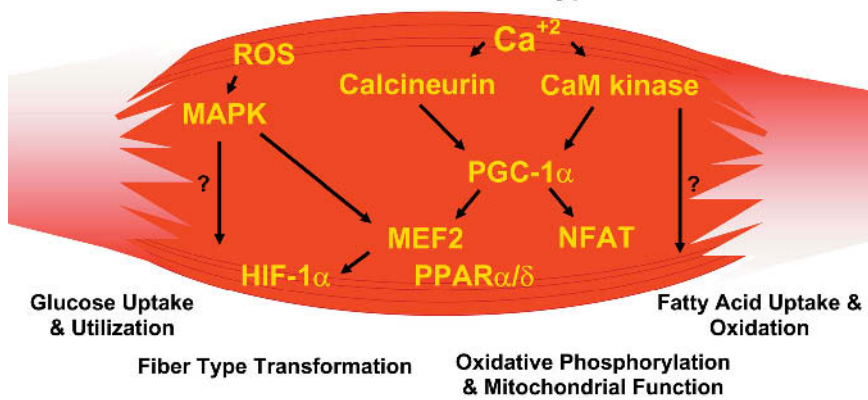 Ca+2
ROS
Calcineurin CaM kinase
MAPK
PGC-1α
? ?
MEF2 NFAT
HIF-1α PPARα/δ
Glucose Uptake
& Utilization
Fatty Acid Uptake &
Oxidation
Fiber Type Transformation
Oxidative Phosphorylation
& Mitochondrial Function